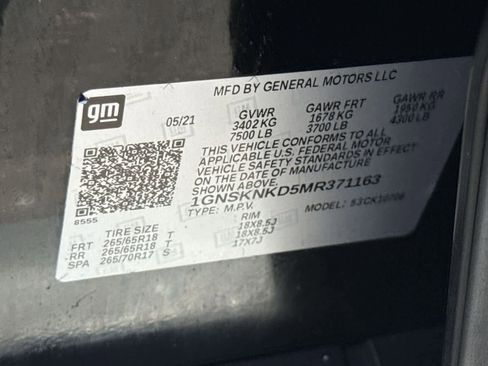 MFD BY GENERAL MOTORS LLC
gm
05/21
GVWR GAWR FRT GAWR RR
3402 KG 1678 KG 1950 KG
7500 LB 3700 LB 4300 LB
THIS VEHICLE CONFORMS TO ALL
APPLICABLE U.S. FEDERAL MOTOR
VEHICLE SAFETY STANDARDS IN EFFECT
ON THE DATE OF MANUFACTURE
SHOWN ABOVE.
1GNSKNKD5MR371163
TYPE: M.P.V. MODEL: 53CK10706
8555
TIRE SIZE RIM
FRT 265/65R18 T 18X8.5J
RR 265/65R18 T 18X8.5J
SPA 265/70R17 S 17X7J